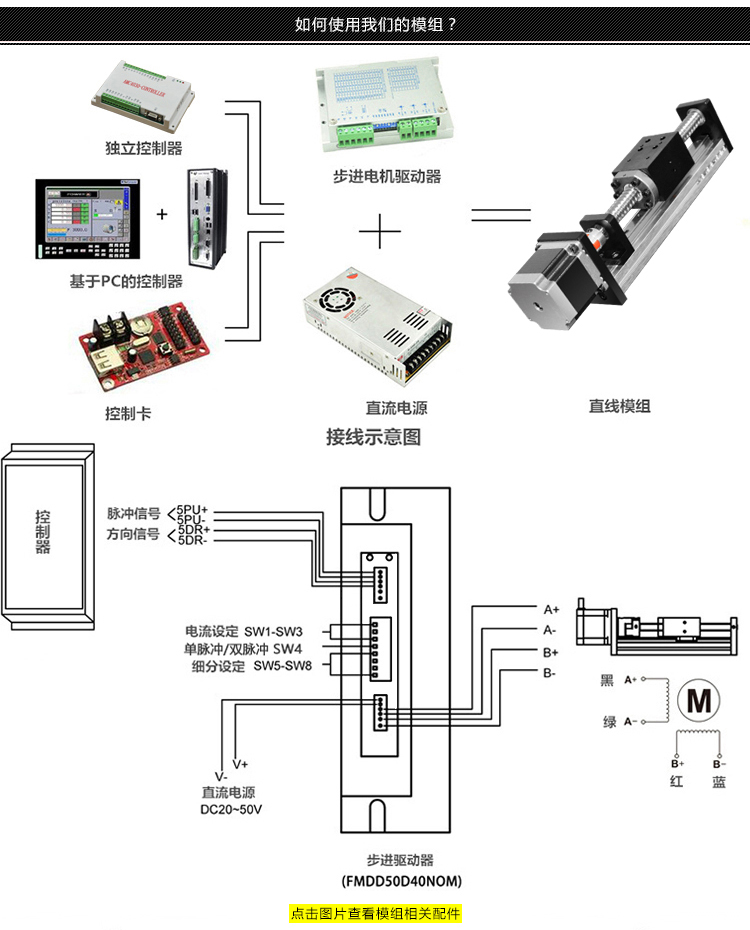 如何使用我们的模组？
独立控制器
步进电机驱动器
+
基于PC的控制器
控制卡
直流电源
直线模组
接线示意图
控制器
脉冲信号
5PU+
5PU-
方向信号
5DR+
5DR-
电流设定 SW1-SW3
单脉冲/双脉冲 SW4
细分设定 SW5-SW8
A+
A-
B+
B-
黑 A+
绿 A-
M
B+
B-
红
蓝
V+
V-
直流电源
DC20~50V
步进驱动器
(FMDD50D40NOM)
点击图片查看模组相关配件